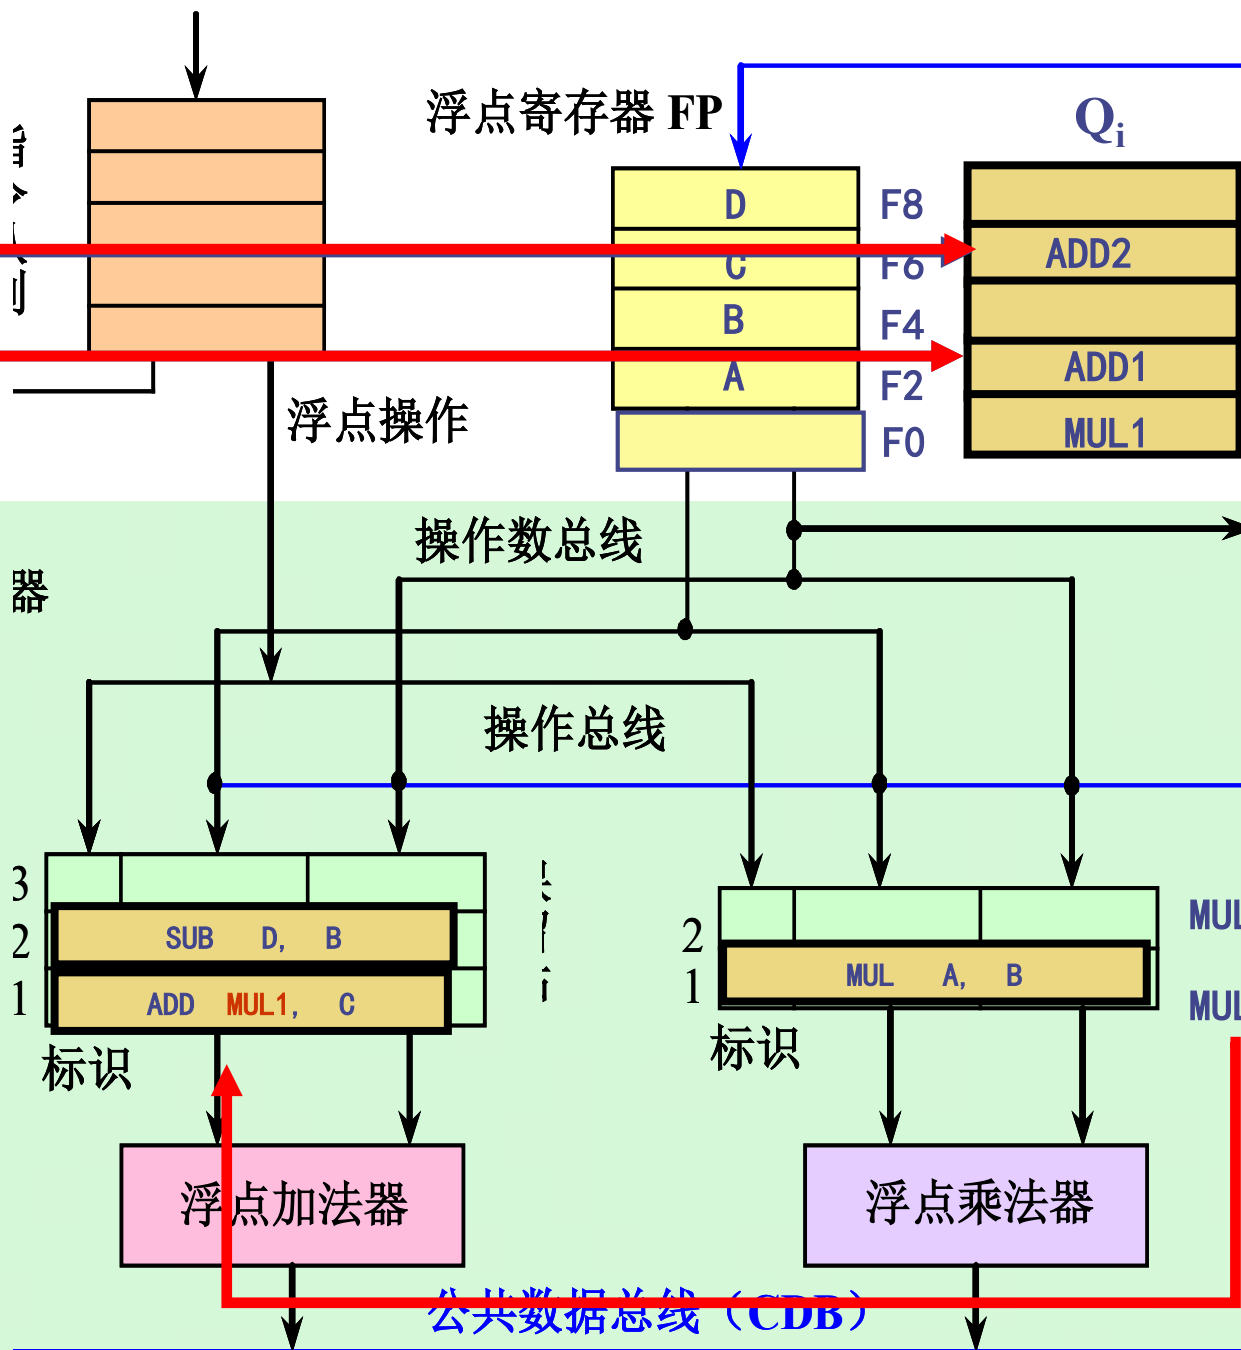 浮点寄存器 FP
Qi
D F8
C F6 ADD2
B F4
A F2 ADD1
F0 MUL1
浮点操作
操作数总线
器
操作总线
3
2 SUB D, B
1 ADD MUL1, C
标识
2
1 MUL A, B
标识
MUL
MUL
浮点加法器
浮点乘法器
公共数据总线（CDB）